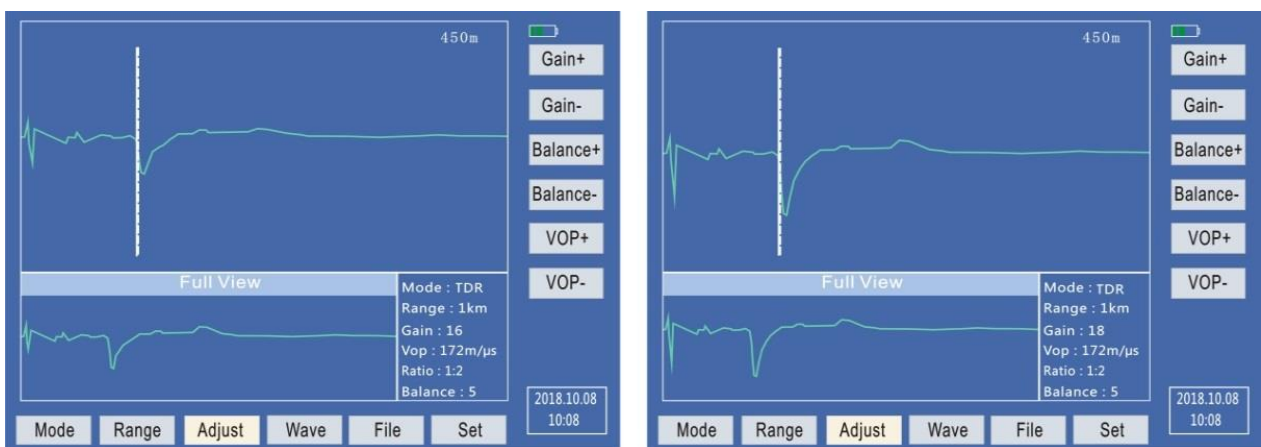 450m
Gain+
Gain-
Balance+
Balance-
VOP+
VOP-
Full View
Mode : TDR
Range : 1km
Gain : 16
Vop : 172m/μs
Ratio : 1:2
Balance : 5
2018.10.08
10:08
Mode Range Adjust Wave File Set
450m
Gain+
Gain-
Balance+
Balance-
VOP+
VOP-
Full View
Mode : TDR
Range : 1km
Gain : 18
Vop : 172m/μs
Ratio : 1:2
Balance : 5
2018.10.08
10:08
Mode Range Adjust Wave File Set